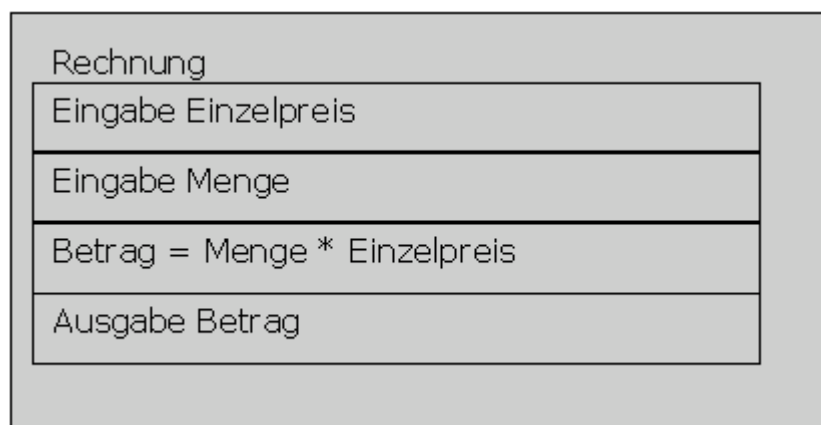 Rechnung
Eingabe Einzelpreis
Eingabe Menge
Betrag = Menge * Einzelpreis
Ausgabe Betrag